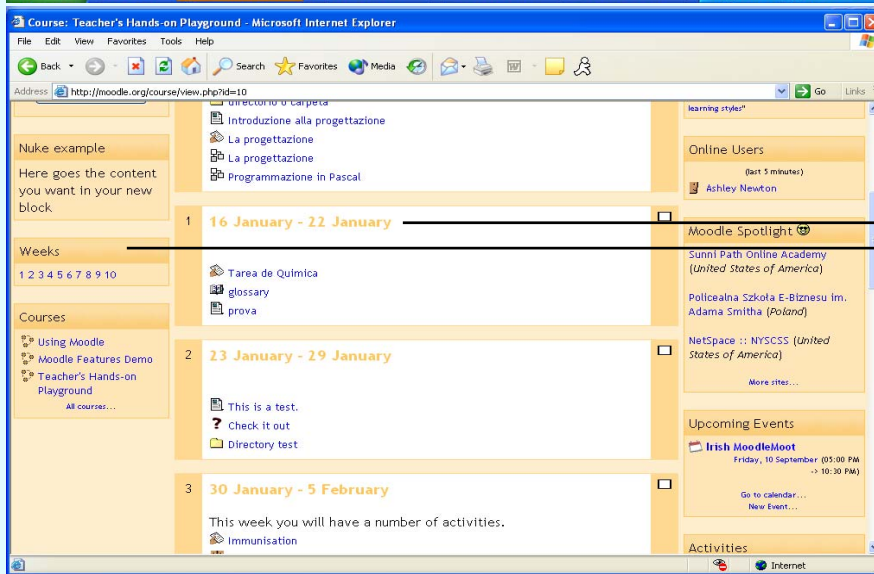 Course: Teacher's Hands-on Playground - Microsoft Internet Explorer
File Edit View Favorites Tools Help
Back Search Favorites Media
Address http://moodle.org/course/view.php?id=10 Go Links
directorio o carpeta
Introduzione alla progettazione
La progettazione
La progettazione
Programmazione in Pascal
Nuke example
Here goes the content
you want in your new
block
Weeks
1 2 3 4 5 6 7 8 9 10
Courses
Using Moodle
Moodle Features Demo
Teacher's Hands-on
Playground
All courses...
1 16 January - 22 January
Tarea de Quimica
glossary
prova
2 23 January - 29 January
This is a test.
? Check it out
Directory test
3 30 January - 5 February
This week you will have a number of activities.
Immunisation
learning styles"
Online Users
(last 5 minutes)
Ashley Newton
Moodle Spotlight
Sunni Path Online Academy
(United States of America)
Policealna Szkoła E-Biznesu im.
Adama Smitha (Poland)
NetSpace :: NYSCSS (United
States of America)
More sites...
Upcoming Events
Irish MoodleMoot
Friday, 10 September (05:00 PM
-> 10:30 PM)
Go to calendar...
New Event...
Activities
Internet